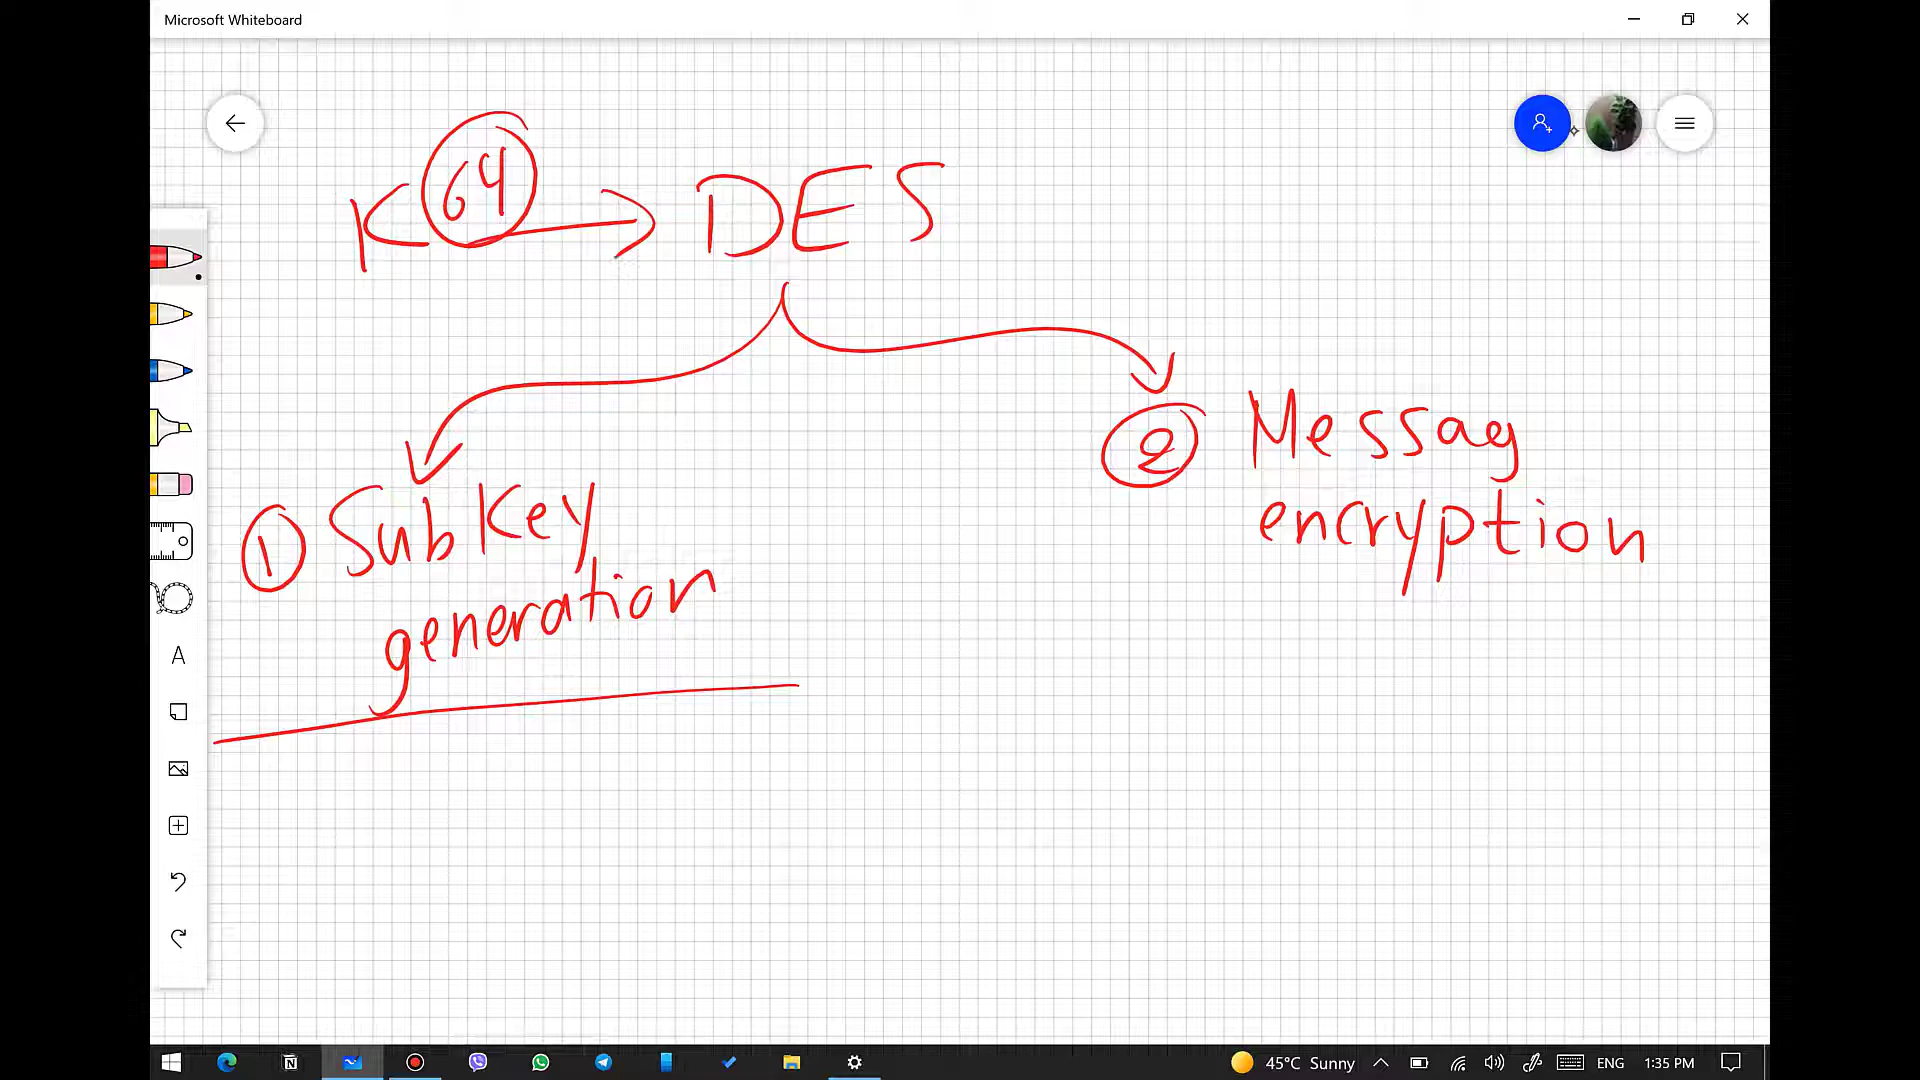 Microsoft Whiteboard
K 64 → DES
① Subkey
generation
② Messag
encryption
A
45°C Sunny
ENG
1:35 PM